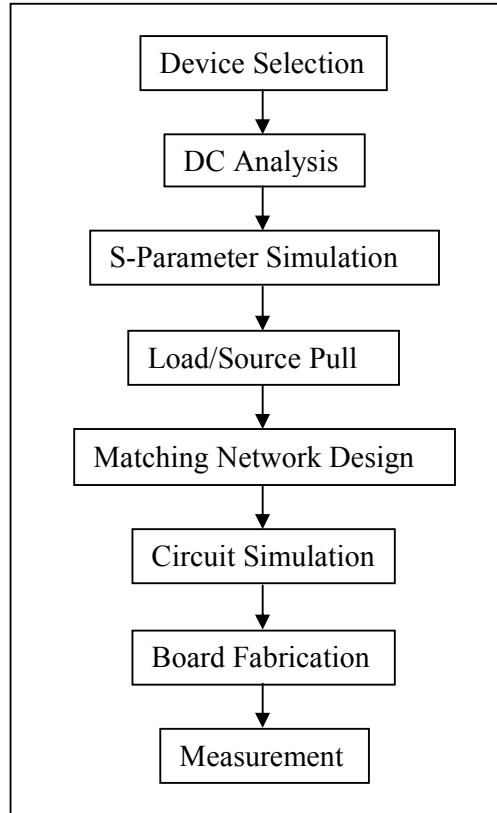 Device Selection
DC Analysis
S-Parameter Simulation
Load/Source Pull
Matching Network Design
Circuit Simulation
Board Fabrication
Measurement